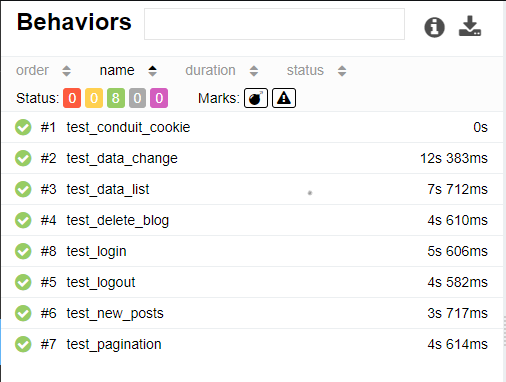 Behaviors
order name duration status
Status: 0 0 8 0 0 Marks:
#1 test_conduit_cookie 0s
#2 test_data_change 12s 383ms
#3 test_data_list 7s 712ms
#4 test_delete_blog 4s 610ms
#8 test_login 5s 606ms
#5 test_logout 4s 582ms
#6 test_new_posts 3s 717ms
#7 test_pagination 4s 614ms